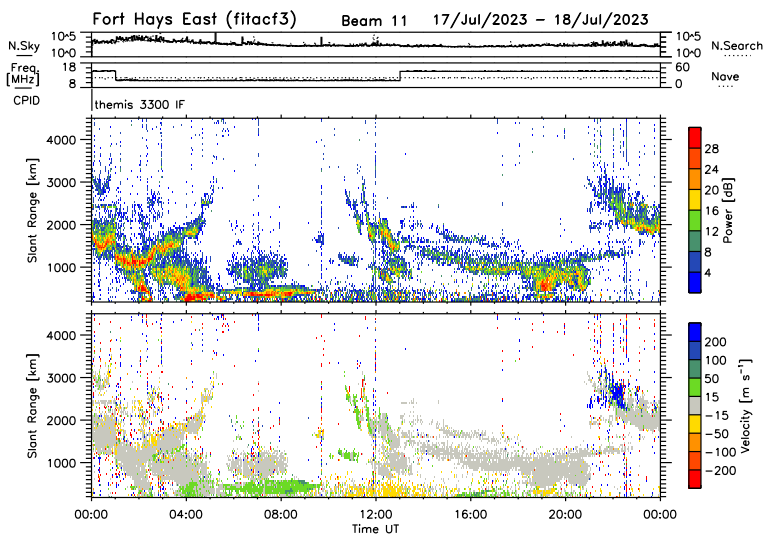 Fort Hays East (fitacf3) Beam 11 17/Jul/2023 − 18/Jul/2023
N.Sky 10^5 10^0 10^5 10^0 N.Search
Freq. [MHz] 18 8 60 0 Nave
CPID themis 3300 IF
Slant Range [km] 4000 3000 2000 1000
Power [dB] 28 24 20 16 12 8 4
Slant Range [km] 4000 3000 2000 1000
Velocity [m s⁻¹] 200 100 50 15 −15 −50 −100 −200
00:00 04:00 08:00 12:00 16:00 20:00 00:00
Time UT